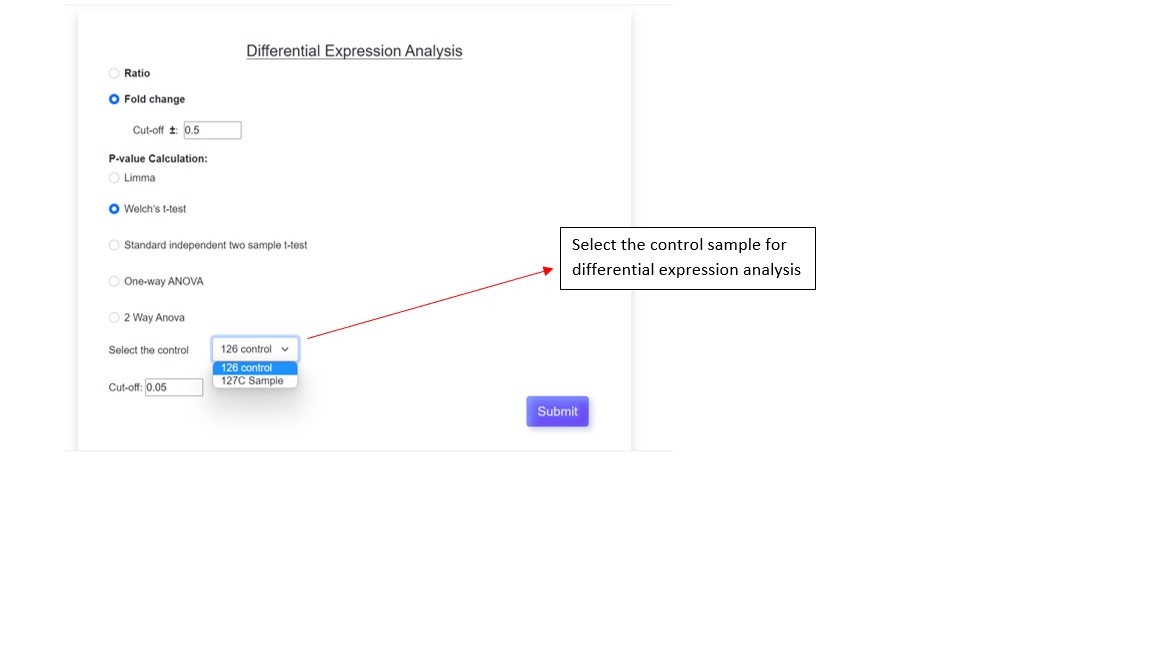 Differential Expression Analysis
Ratio
Fold change
Cut-off ±: 0.5
P-value Calculation:
Limma
Welch's t-test
Standard independent two sample t-test
One-way ANOVA
2 Way Anova
Select the control 126 control
126 control
127C Sample
Cut-off: 0.05
Submit
Select the control sample for
differential expression analysis